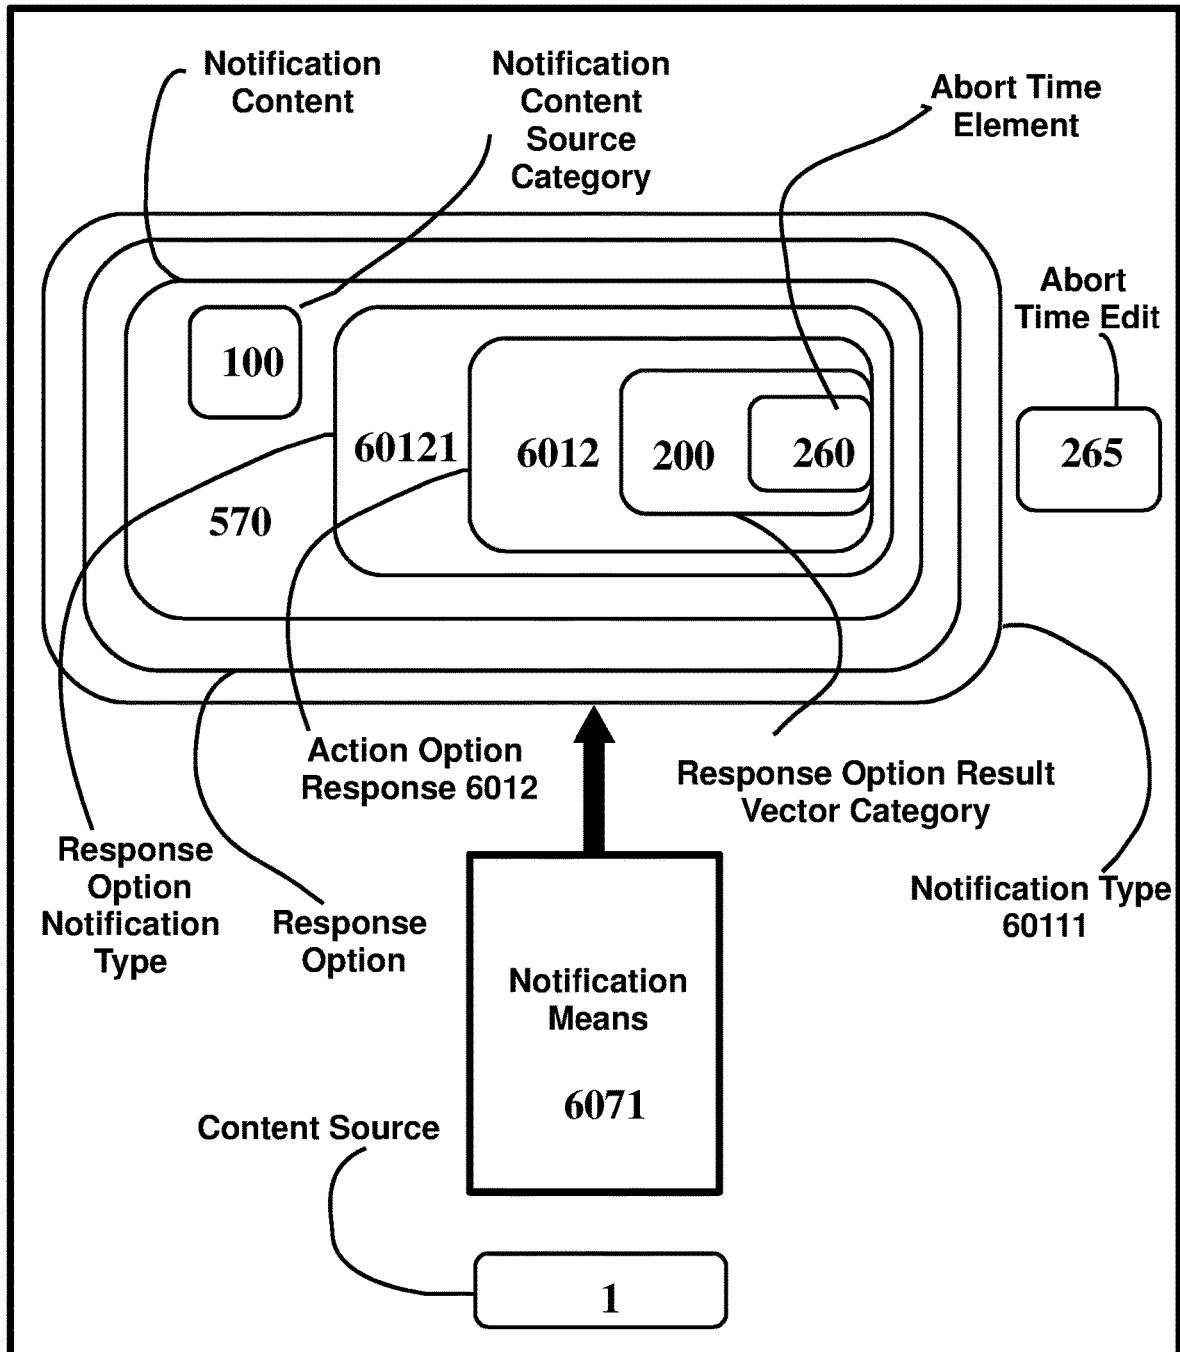 Notification
Content
Notification
Content
Source
Category
Abort Time
Element
Abort
Time Edit
100
60121
6012
200
260
265
570
Action Option
Response 6012
Response Option Result
Vector Category
Response
Option
Notification
Type
Response
Option
Notification Type
60111
Notification
Means
6071
Content Source
1